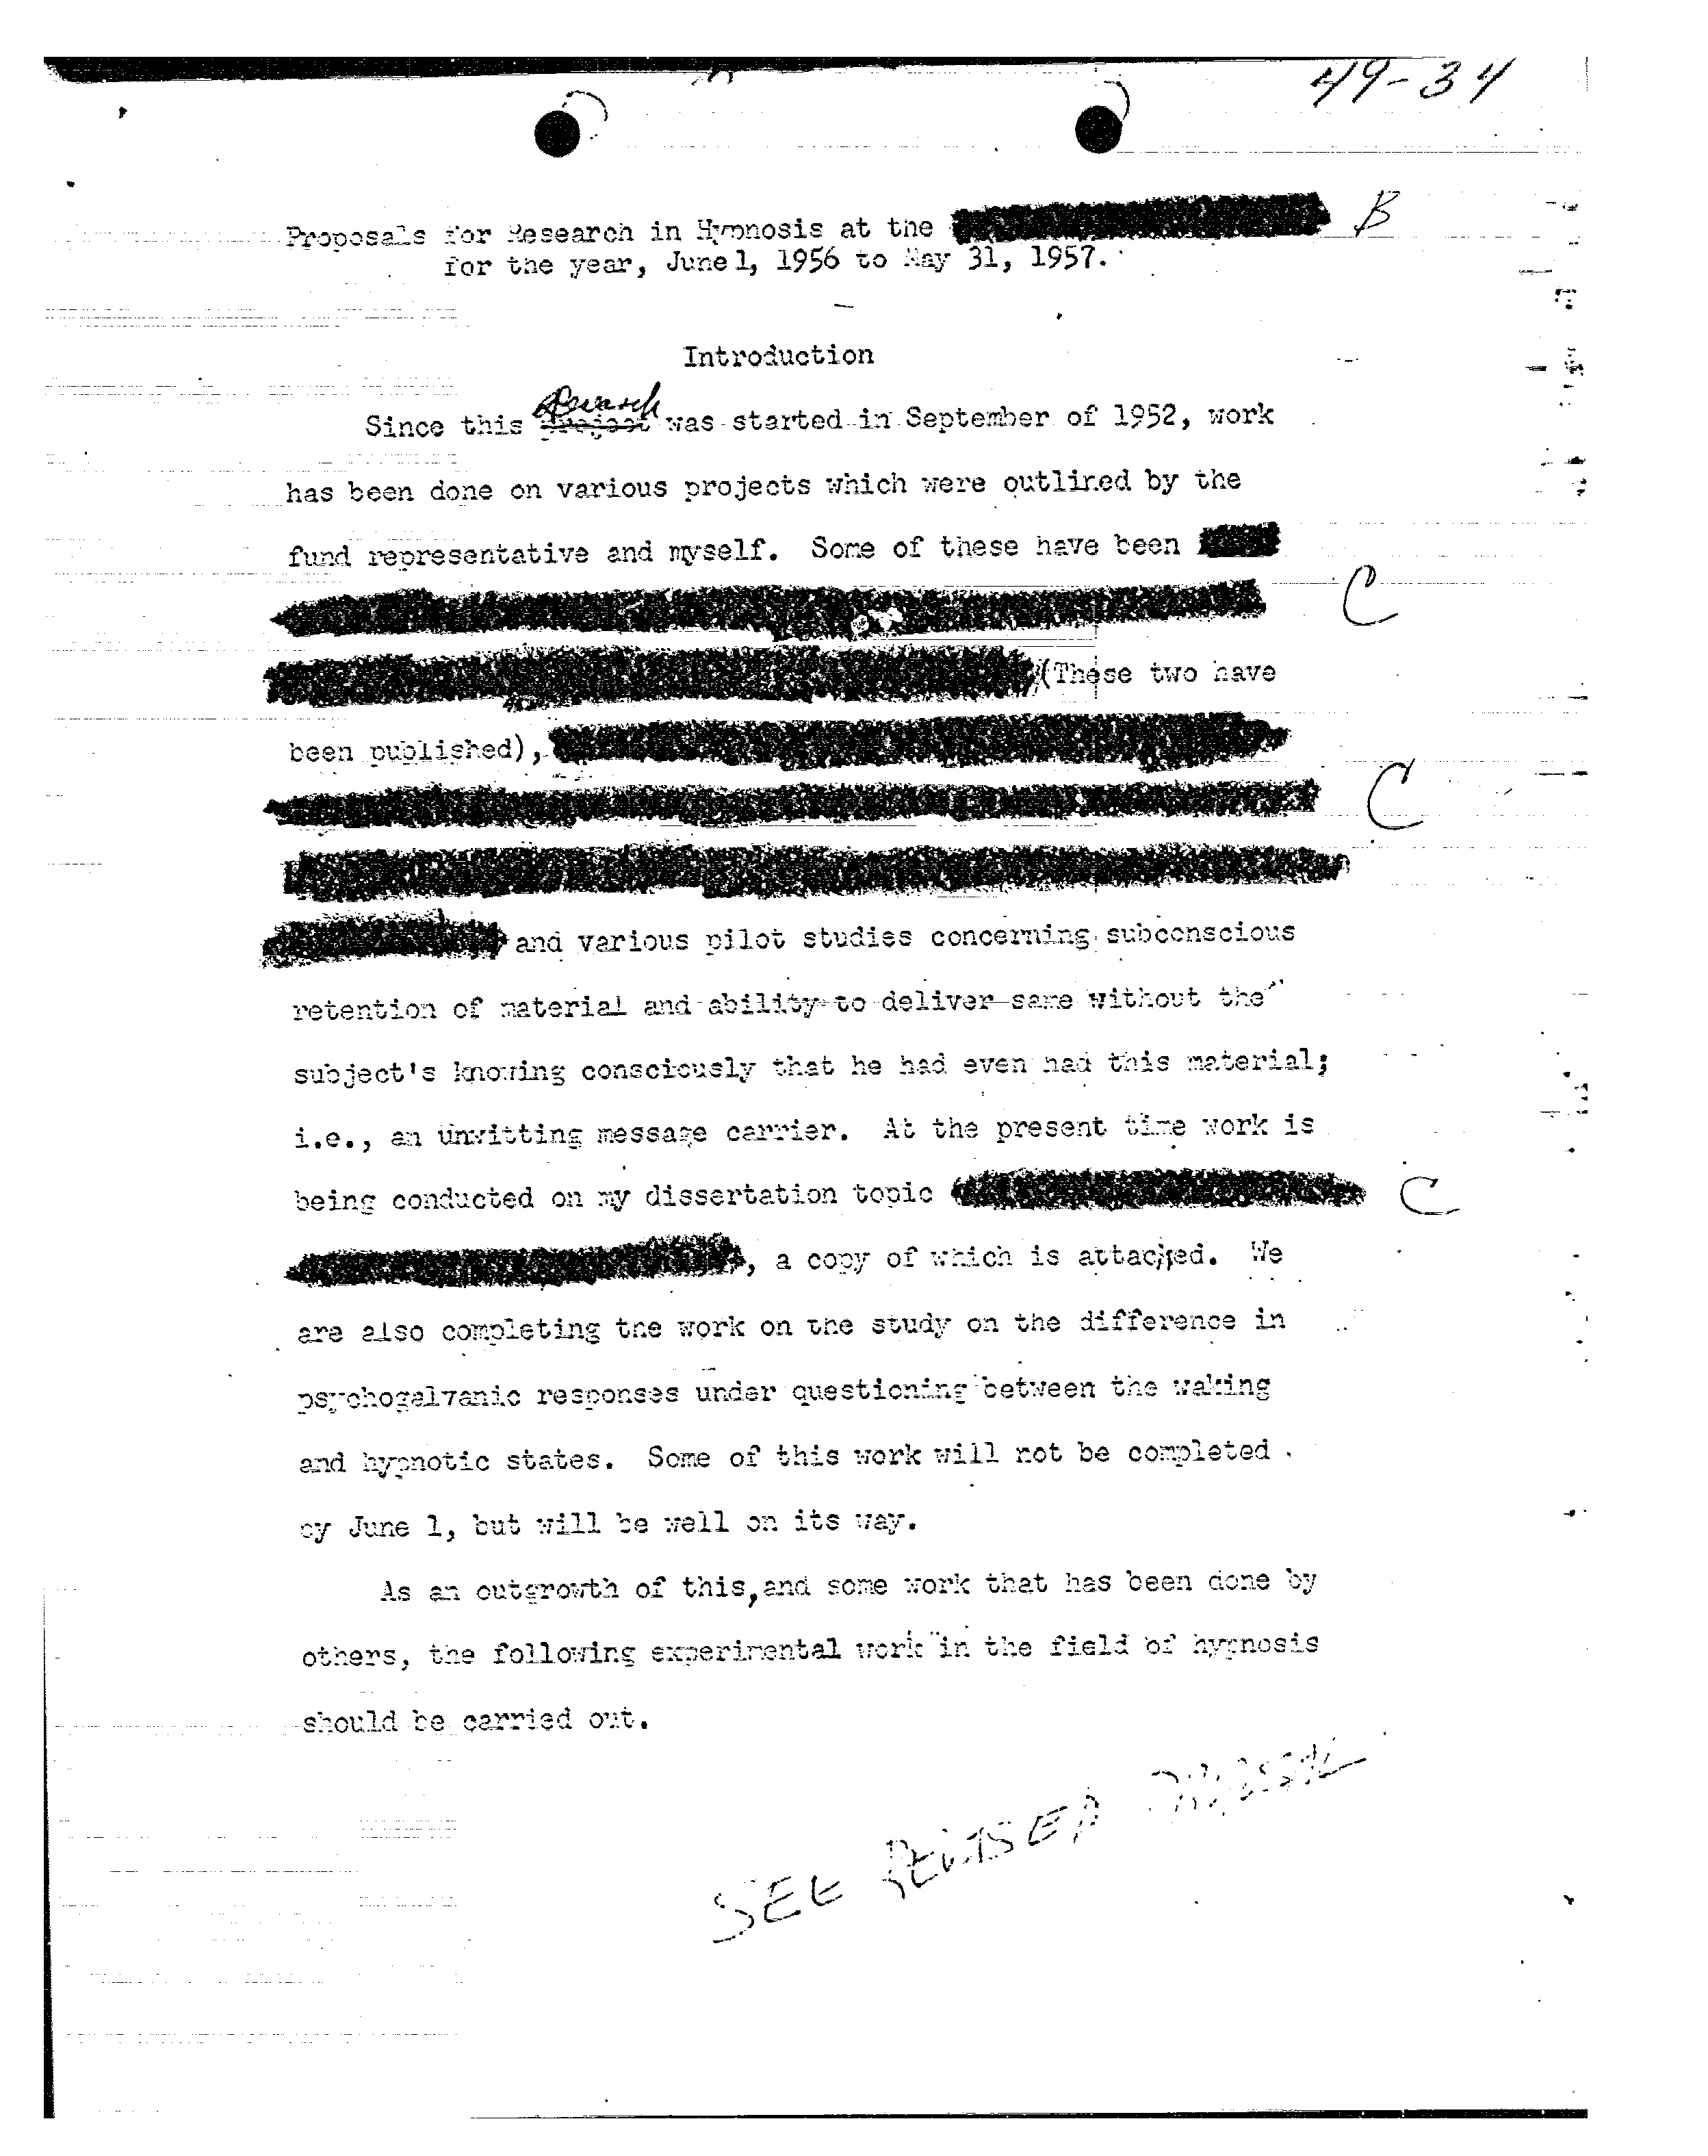 49-34
Proposals for Research in Hypnosis at the
B
for the year, June 1, 1956 to May 31, 1957.
Introduction
Research
Since this project was started in September of 1952, work
has been done on various projects which were outlined by the
fund representative and myself. Some of these have been
C
(These two have
been published),
C
and various pilot studies concerning subconscious
retention of material and ability to deliver same without the
subject's knowing consciously that he had even had this material;
i.e., an unwitting message carrier. At the present time work is
being conducted on my dissertation topic
C
, a copy of which is attached. We
are also completing the work on the study on the difference in
psychogalvanic responses under questioning between the waking
and hypnotic states. Some of this work will not be completed
by June 1, but will be well on its way.
As an outgrowth of this, and some work that has been done by
others, the following experimental work in the field of hypnosis
should be carried out.
SEE REVISED